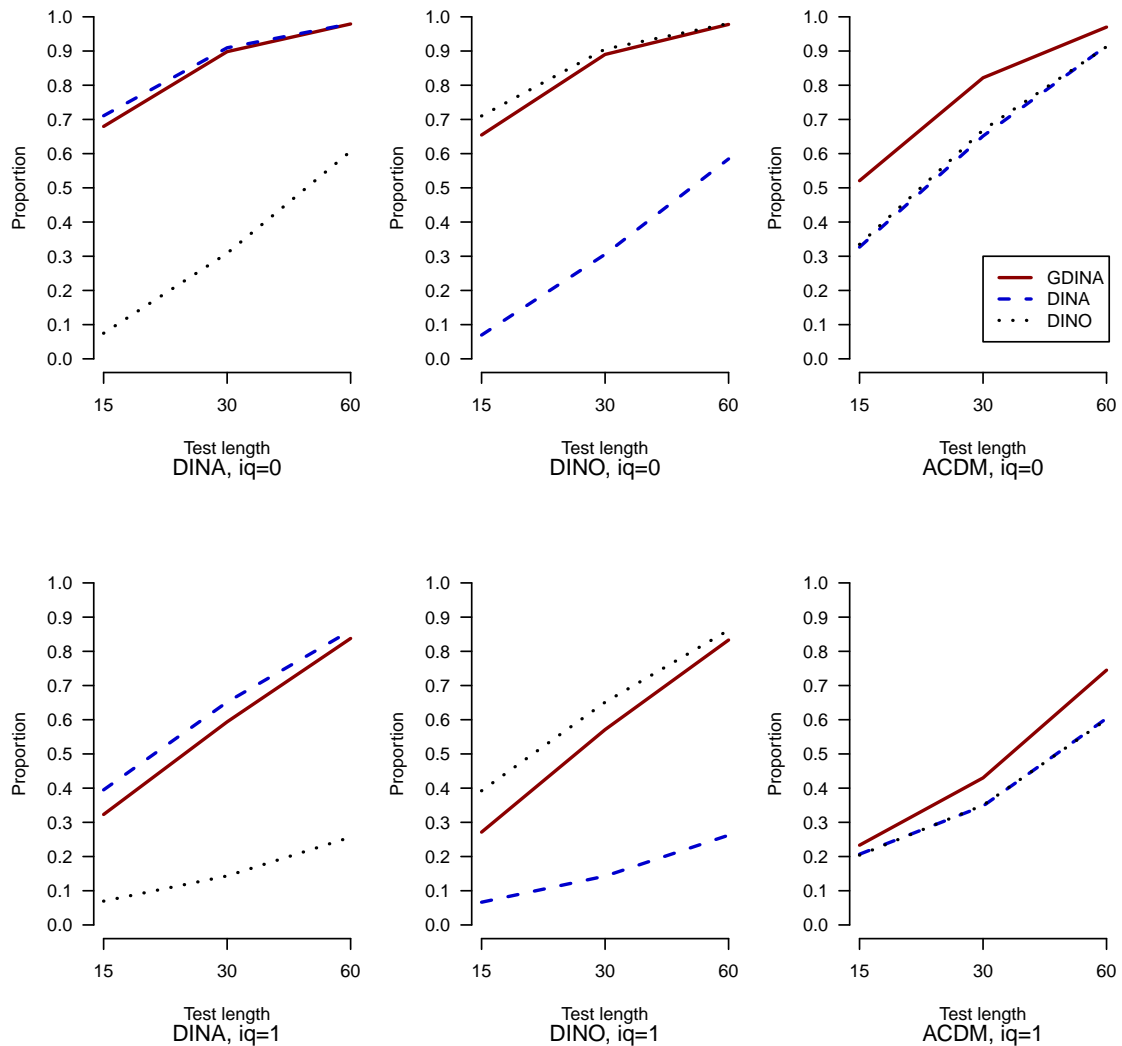 1.0
0.9
0.8
0.7
0.6
0.5
0.4
0.3
0.2
0.1
0.0
Proportion
15 30 60
Test length
DINA, iq=0
1.0
0.9
0.8
0.7
0.6
0.5
0.4
0.3
0.2
0.1
0.0
Proportion
15 30 60
Test length
DINO, iq=0
1.0
0.9
0.8
0.7
0.6
0.5
0.4
0.3
0.2
0.1
0.0
Proportion
GDINA
DINA
DINO
15 30 60
Test length
ACDM, iq=0
1.0
0.9
0.8
0.7
0.6
0.5
0.4
0.3
0.2
0.1
0.0
Proportion
15 30 60
Test length
DINA, iq=1
1.0
0.9
0.8
0.7
0.6
0.5
0.4
0.3
0.2
0.1
0.0
Proportion
15 30 60
Test length
DINO, iq=1
1.0
0.9
0.8
0.7
0.6
0.5
0.4
0.3
0.2
0.1
0.0
Proportion
15 30 60
Test length
ACDM, iq=1